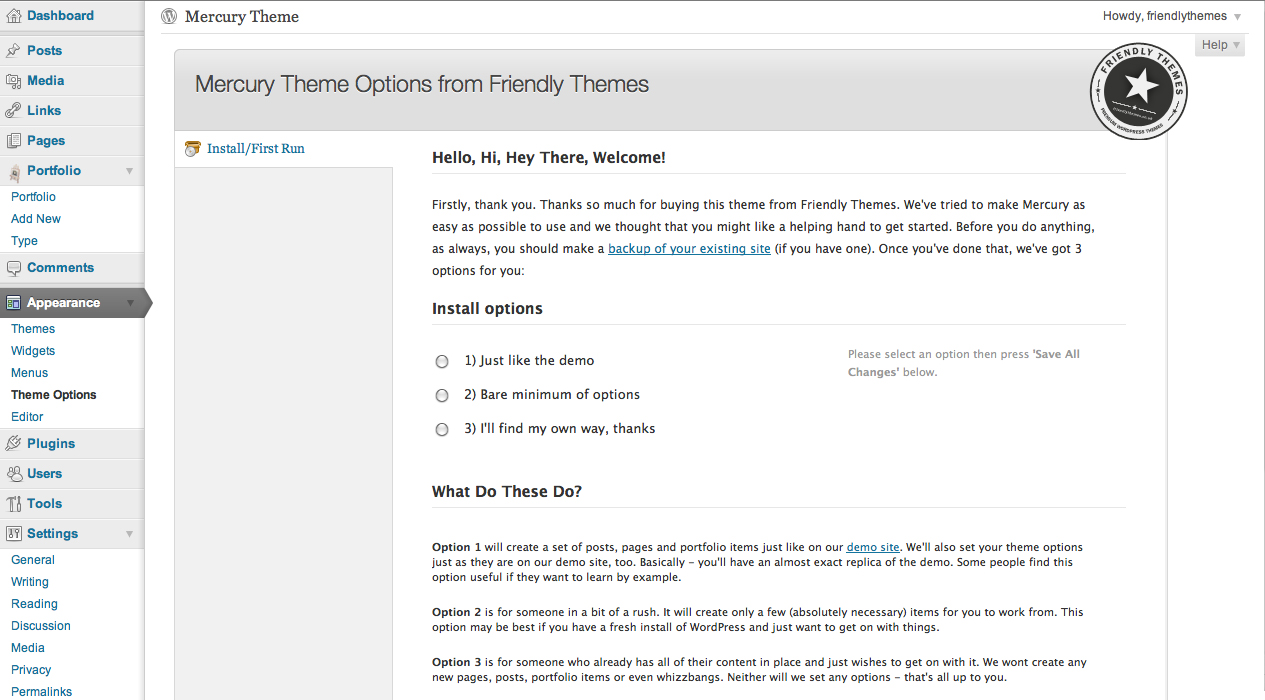 Dashboard
Posts
Media
Links
Pages
Portfolio
Portfolio
Add New
Type
Comments
Appearance
Themes
Widgets
Menus
Theme Options
Editor
Plugins
Users
Tools
Settings
General
Writing
Reading
Discussion
Media
Privacy
Permalinks
Mercury Theme
Howdy, friendlythemes
Help
Mercury Theme Options from Friendly Themes
FRIENDLY THEMES
friendlythemes.co.uk
PREMIUM WORDPRESS THEMES
Install/First Run
Hello, Hi, Hey There, Welcome!
Firstly, thank you. Thanks so much for buying this theme from Friendly Themes. We've tried to make Mercury as
easy as possible to use and we thought that you might like a helping hand to get started. Before you do anything,
as always, you should make a backup of your existing site (if you have one). Once you've done that, we've got 3
options for you:
Install options
1) Just like the demo
2) Bare minimum of options
3) I'll find my own way, thanks
Please select an option then press 'Save All
Changes' below.
What Do These Do?
Option 1 will create a set of posts, pages and portfolio items just like on our demo site. We'll also set your theme options
just as they are on our demo site, too. Basically – you'll have an almost exact replica of the demo. Some people find this
option useful if they want to learn by example.
Option 2 is for someone in a bit of a rush. It will create only a few (absolutely necessary) items for you to work from. This
option may be best if you have a fresh install of WordPress and just want to get on with things.
Option 3 is for someone who already has all of their content in place and just wishes to get on with it. We wont create any
new pages, posts, portfolio items or even whizzbangs. Neither will we set any options – that's all up to you.